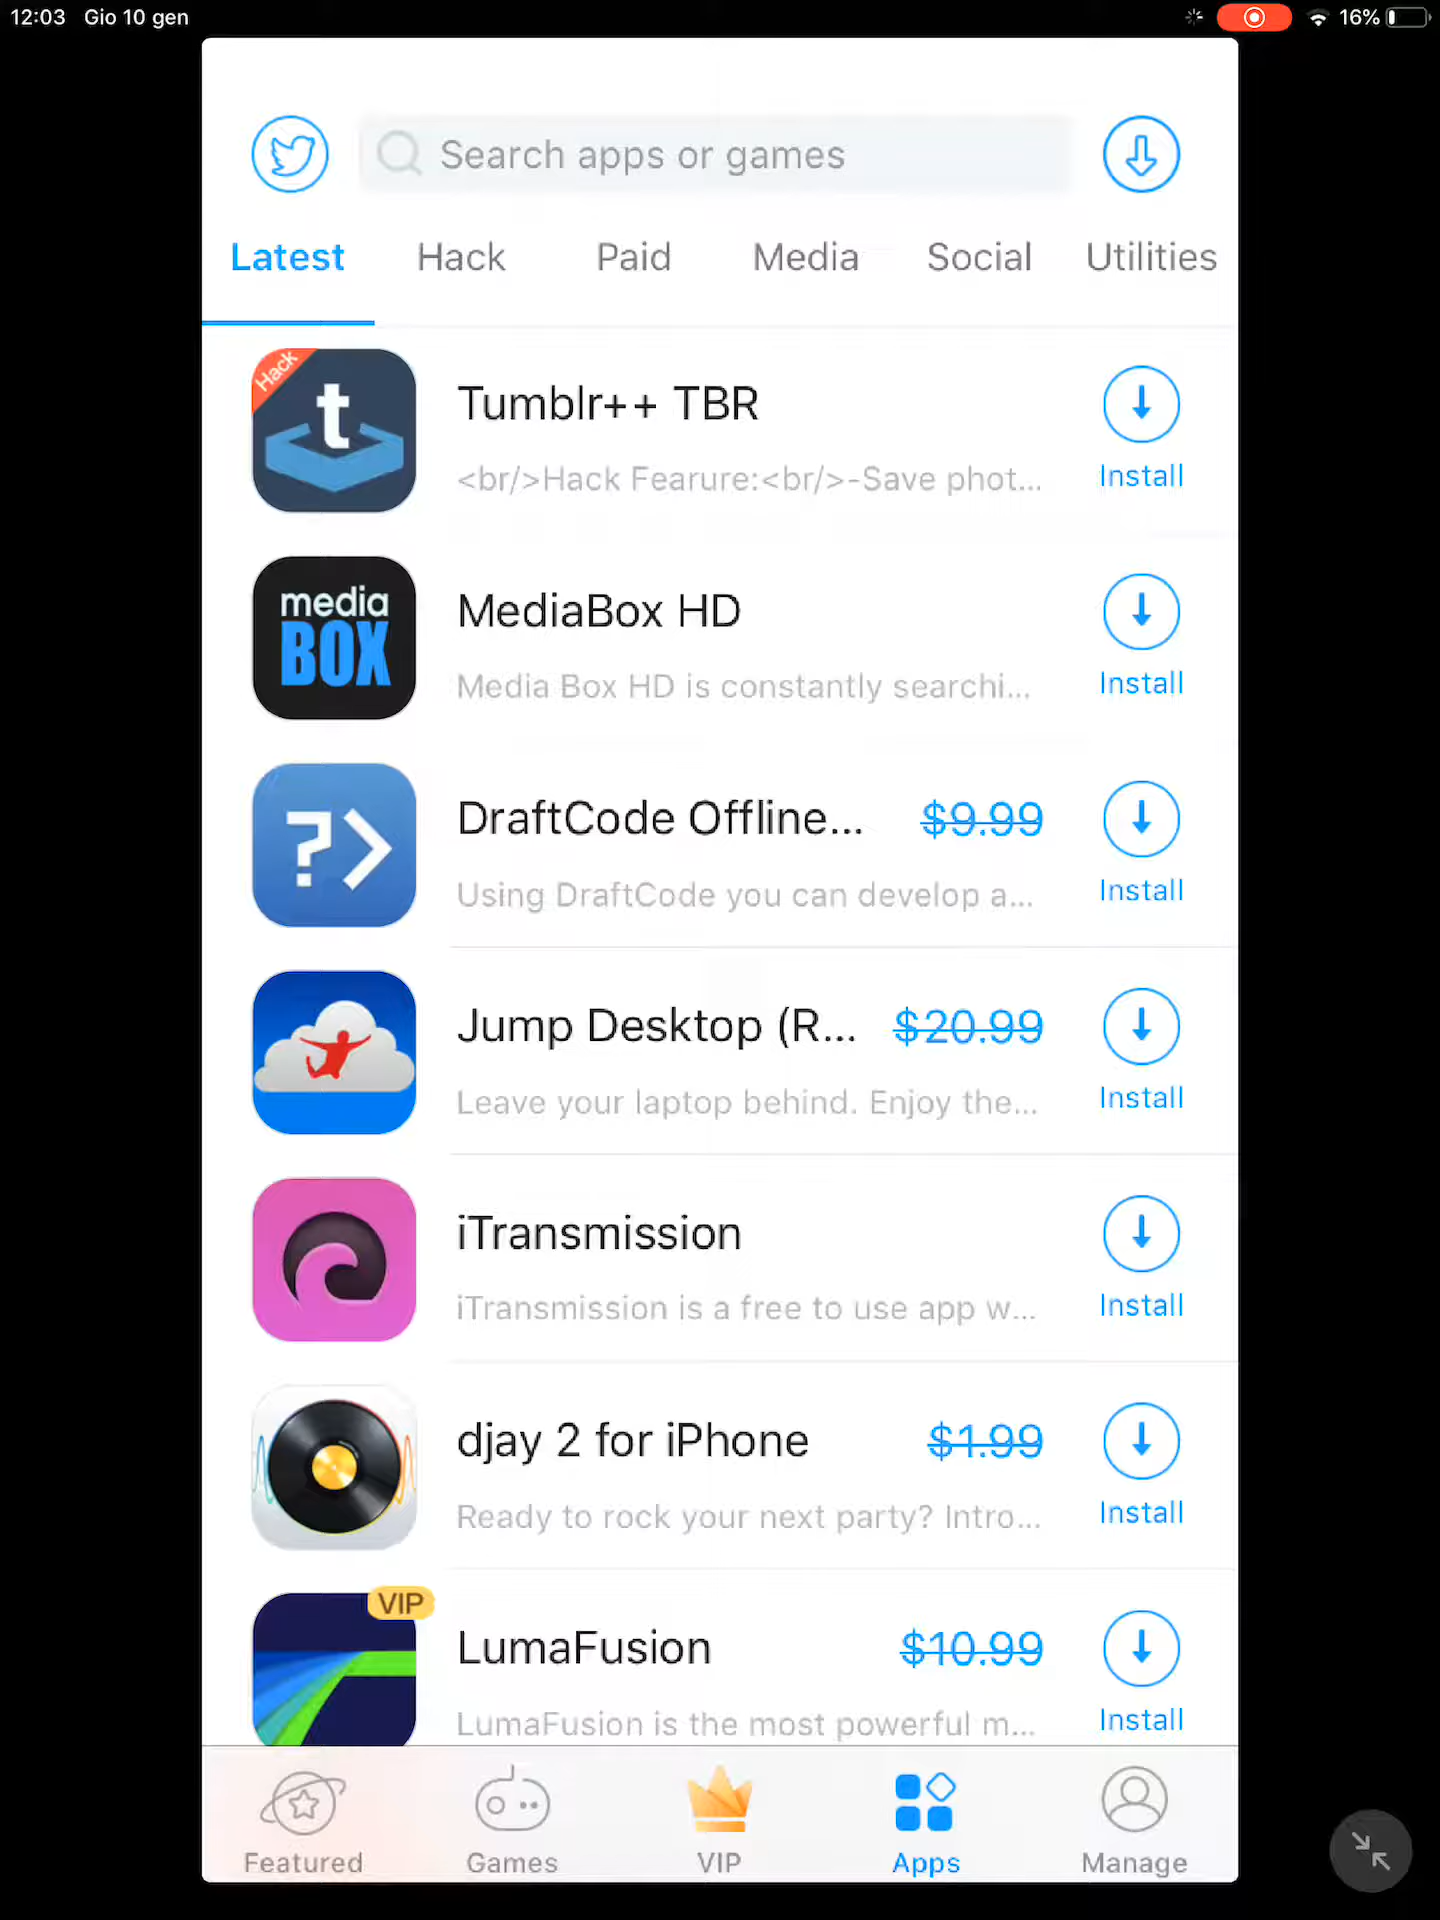 12:03 Gio 10 gen 16%
Search apps or games
Latest Hack Paid Media Social Utilities
Hack
t
Tumblr++ TBR
<br/>Hack Fearure:<br/>-Save phot...
Install
media
BOX
MediaBox HD
Media Box HD is constantly searchi...
Install
?>
DraftCode Offline... $9.99
Using DraftCode you can develop a...
Install
Jump Desktop (R... $20.99
Leave your laptop behind. Enjoy the...
Install
iTransmission
iTransmission is a free to use app w...
Install
djay 2 for iPhone $1.99
Ready to rock your next party? Intro...
Install
VIP
LumaFusion $10.99
LumaFusion is the most powerful m...
Install
Featured Games VIP Apps Manage